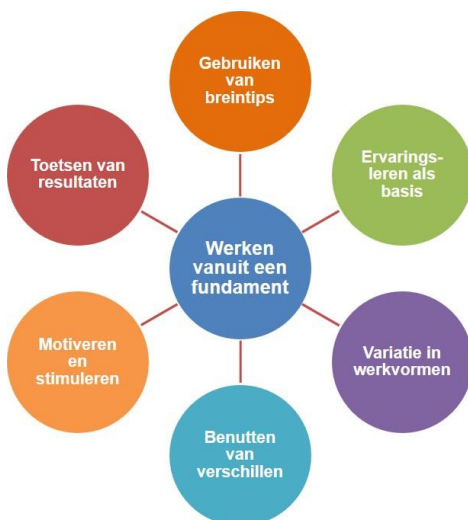 Gebruiken
van
breintips
Ervarings-
leren als
basis
Variatie in
werkvormen
Benutten
van
verschillen
Motiveren
en
stimuleren
Toetsen van
resultaten
Werken
vanuit een
fundament